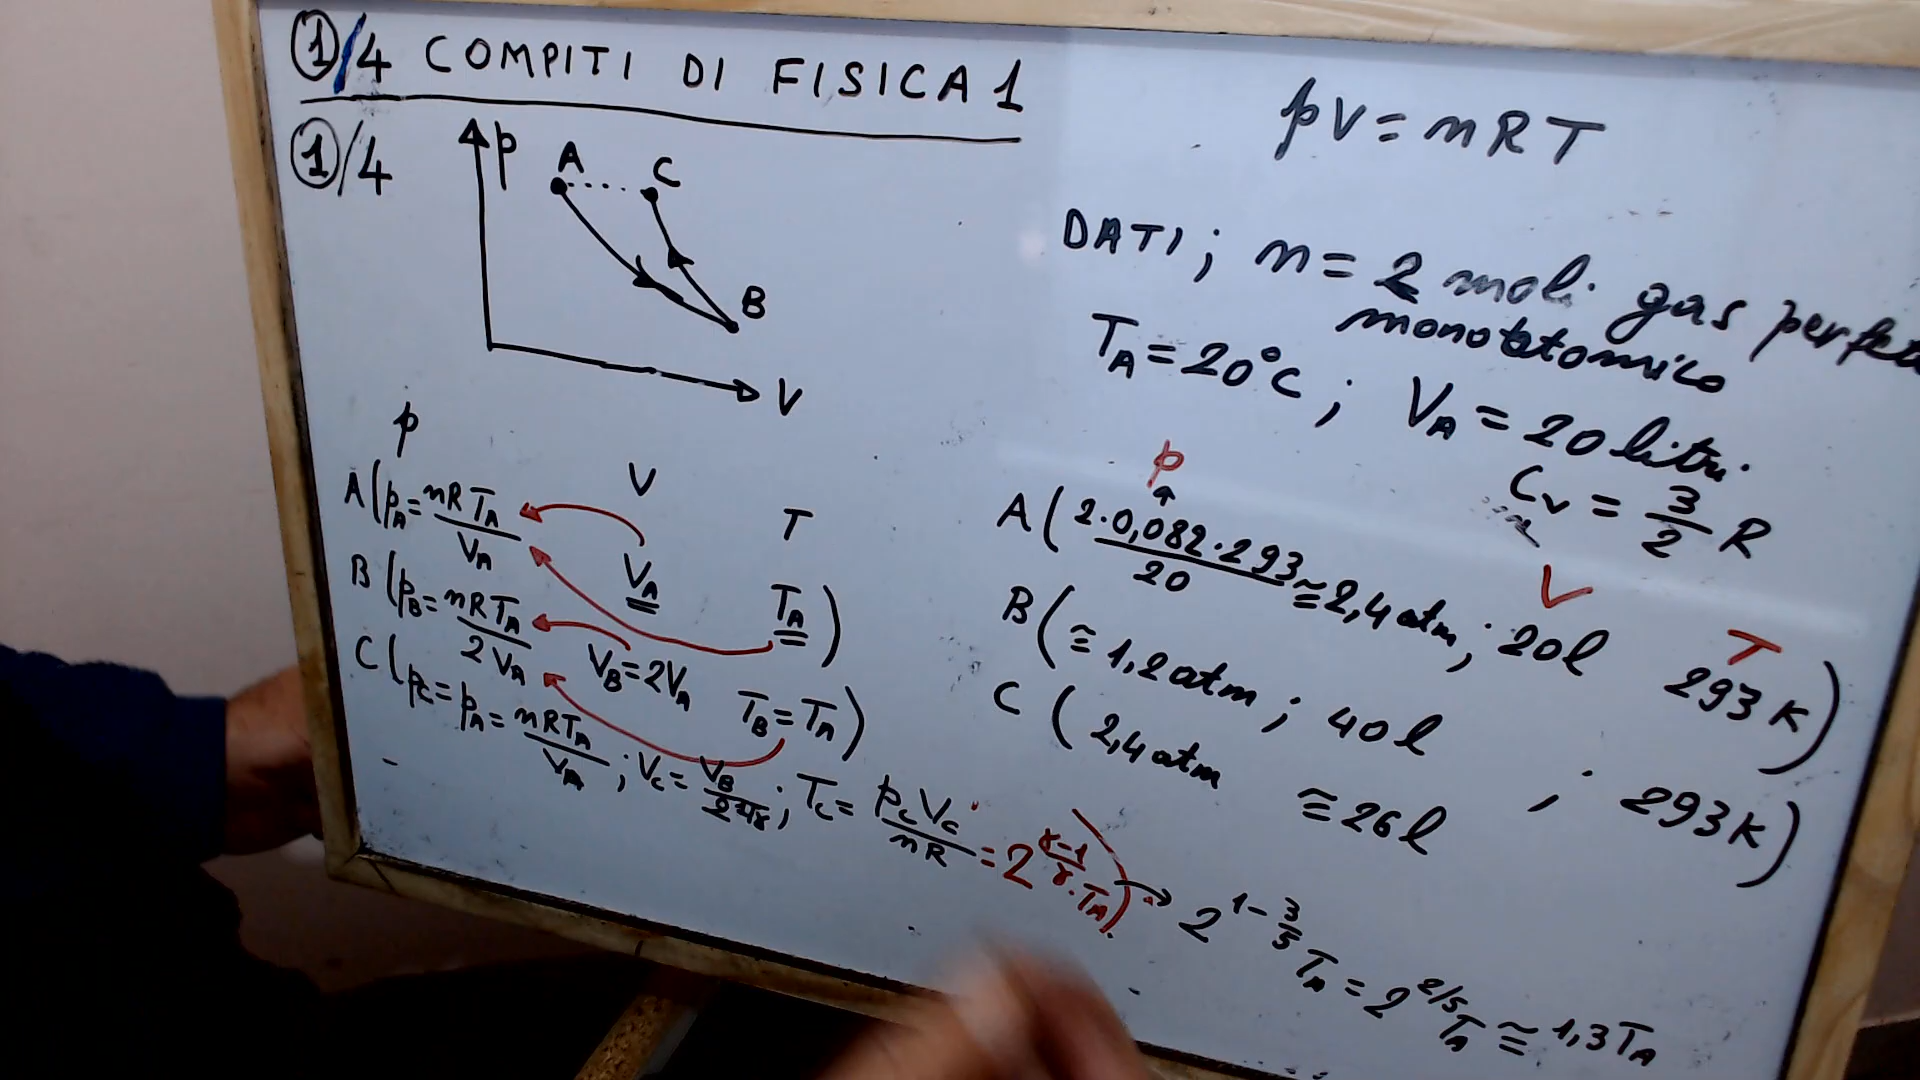 ①/4 COMPITI DI FISICA 1
①/4
p
A
C
B
V
pV = nRT
DATI; n = 2 moli gas
monoatomico
T_A = 20°C; V_A = 20 litri
C_V = 3/2 R
p V T
A (p_A = nRT_A/V_A V_A T_A)
B (p_B = nRT_A/2V_A V_B = 2V_A T_B = T_A)
C (p_C = p_A = nRT_A/V_A; V_C = V_B/2^1/γ; T_C = p_C V_C/nR = 2^(γ-1)/γ · T_A)
p V T
A (2·0,082·293/20 ≅ 2,4 atm; 20 l 293 K)
B (≅ 1,2 atm; 40 l ; 293 K)
C (2,4 atm ≅ 26 l
→ 2^(1-3/5) T_A = 2^2/5 T_A ≅ 1,3 T_A